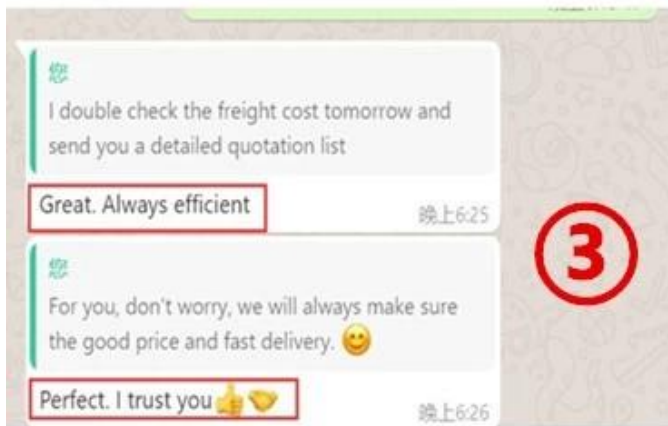 您
I double check the freight cost tomorrow and
send you a detailed quotation list
Great. Always efficient
晚上6:25
您
For you, don't worry, we will always make sure
the good price and fast delivery. 😊
Perfect. I trust you👍🤝
晚上6:26
③